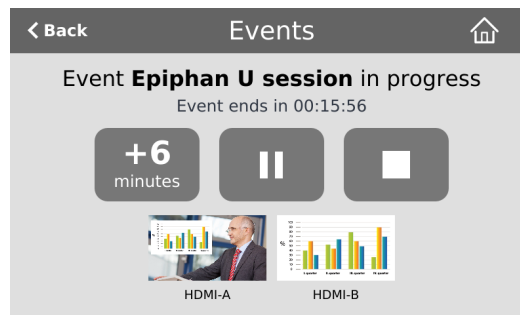 Back
Events
Event Epiphan U session in progress
Event ends in 00:15:56
+6
minutes
HDMI-A
HDMI-B